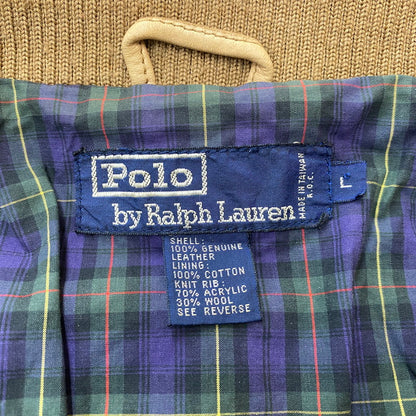 Polo
by Ralph Lauren
MADE IN TAIWAN
R.O.C.
L
SHELL:
100% GENUINE
LEATHER
LINING:
100% COTTON
KNIT RIB:
70% ACRYLIC
30% WOOL
SEE REVERSE